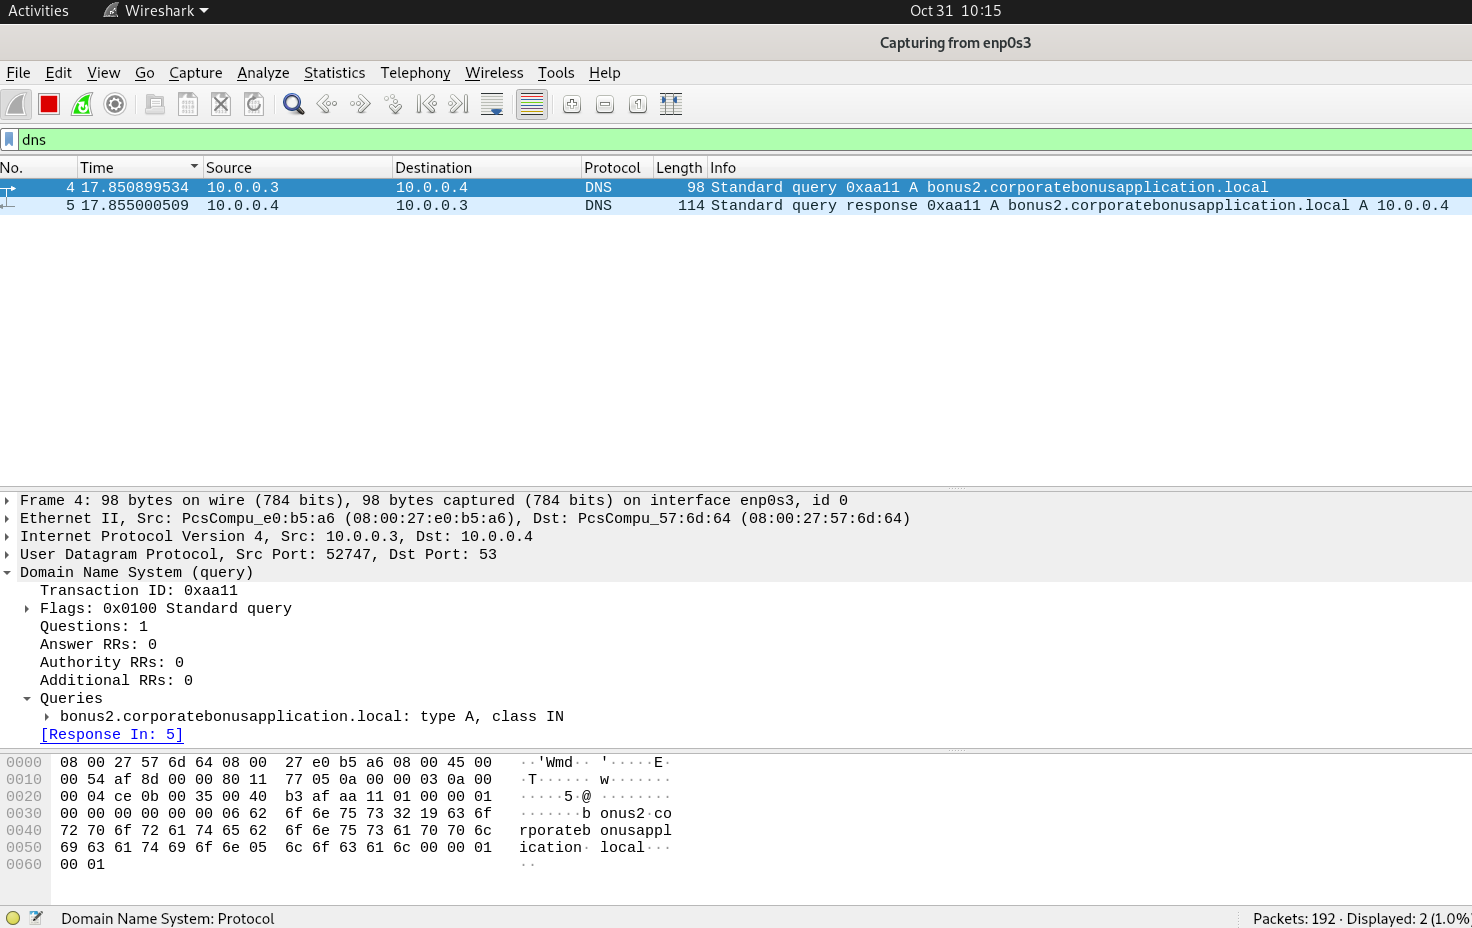 Activities Wireshark Oct 31 10:15
Capturing from enp0s3
File Edit View Go Capture Analyze Statistics Telephony Wireless Tools Help
dns
No. Time Source Destination Protocol Length Info
4 17.850899534 10.0.0.3 10.0.0.4 DNS 98 Standard query 0xaa11 A bonus2.corporatebonusapplication.local
5 17.855000509 10.0.0.4 10.0.0.3 DNS 114 Standard query response 0xaa11 A bonus2.corporatebonusapplication.local A 10.0.0.4
Frame 4: 98 bytes on wire (784 bits), 98 bytes captured (784 bits) on interface enp0s3, id 0
Ethernet II, Src: PcsCompu_e0:b5:a6 (08:00:27:e0:b5:a6), Dst: PcsCompu_57:6d:64 (08:00:27:57:6d:64)
Internet Protocol Version 4, Src: 10.0.0.3, Dst: 10.0.0.4
User Datagram Protocol, Src Port: 52747, Dst Port: 53
Domain Name System (query)
Transaction ID: 0xaa11
Flags: 0x0100 Standard query
Questions: 1
Answer RRs: 0
Authority RRs: 0
Additional RRs: 0
Queries
bonus2.corporatebonusapplication.local: type A, class IN
[Response In: 5]
0000 08 00 27 57 6d 64 08 00 27 e0 b5 a6 08 00 45 00 ··'Wmd·· '·····E·
0010 00 54 af 8d 00 00 80 11 77 05 0a 00 00 03 0a 00 ·T······ w·······
0020 00 04 ce 0b 00 35 00 40 b3 af aa 11 01 00 00 01 ·····5·@ ········
0030 00 00 00 00 00 00 06 62 6f 6e 75 73 32 19 63 6f ·······b onus2·co
0040 72 70 6f 72 61 74 65 62 6f 6e 75 73 61 70 70 6c rporateb onusappl
0050 69 63 61 74 69 6f 6e 05 6c 6f 63 61 6c 00 00 01 ication· local···
0060 00 01 ··
Domain Name System: Protocol Packets: 192 · Displayed: 2 (1.0%)